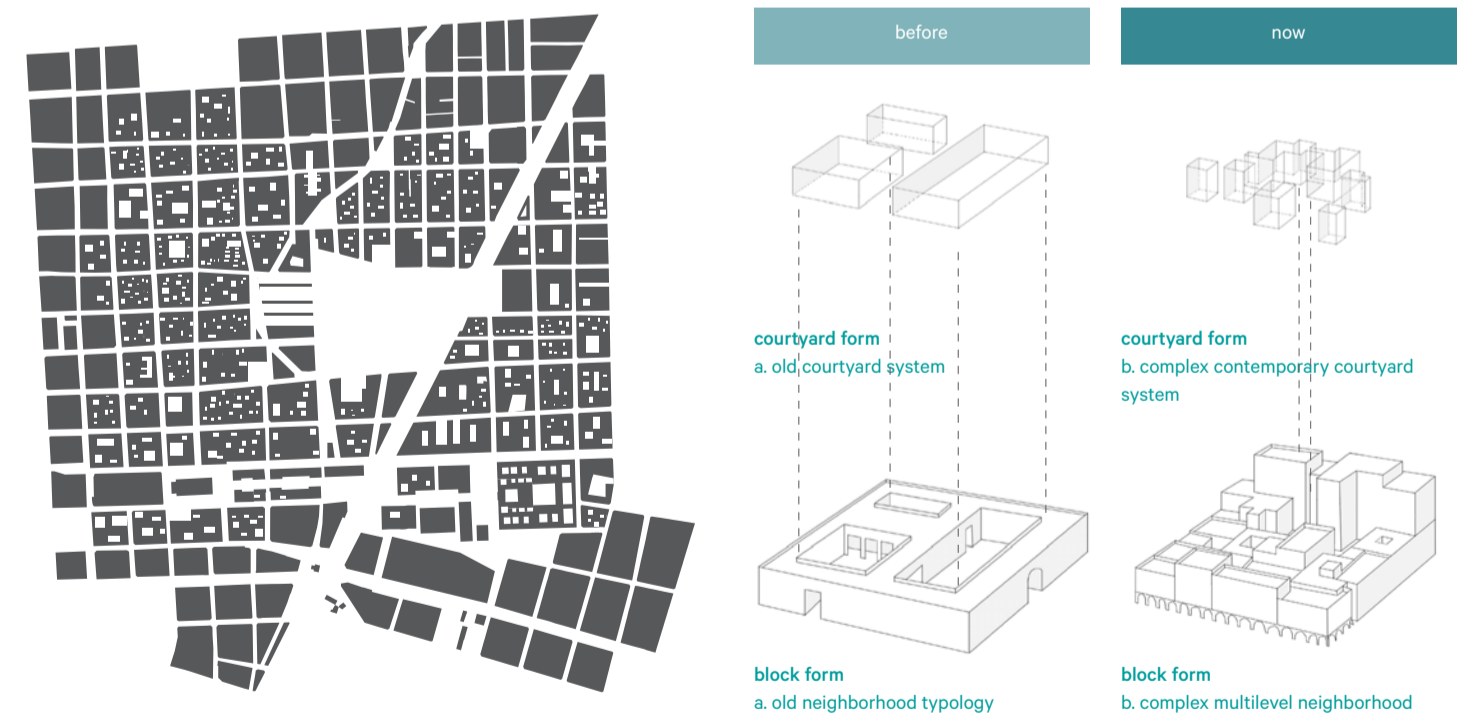 before
now
courtyard form
a. old courtyard system
courtyard form
b. complex contemporary courtyard
system
block form
a. old neighborhood typology
block form
b. complex multilevel neighborhood